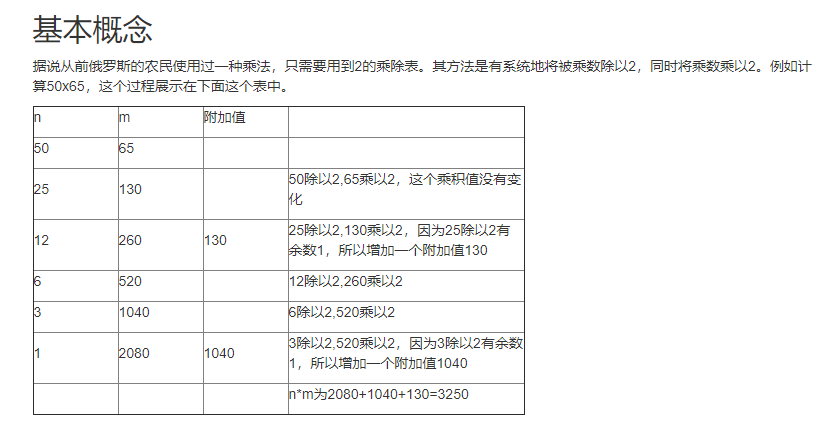 基本概念
据说从前俄罗斯的农民使用过一种乘法，只需要用到2的乘除表。其方法是有系统地将被乘数除以2，同时将乘数乘以2。例如计
算50x65，这个过程展示在下面这个表中。
n m 附加值
50 65
25 130 50除以2,65乘以2，这个乘积值没有变
化
12 260 130 25除以2,130乘以2，因为25除以2有
余数1，所以增加一个附加值130
6 520 12除以2,260乘以2
3 1040 6除以2,520乘以2
1 2080 1040 3除以2,520乘以2，因为3除以2有余数
1，所以增加一个附加值1040
n*m为2080+1040+130=3250